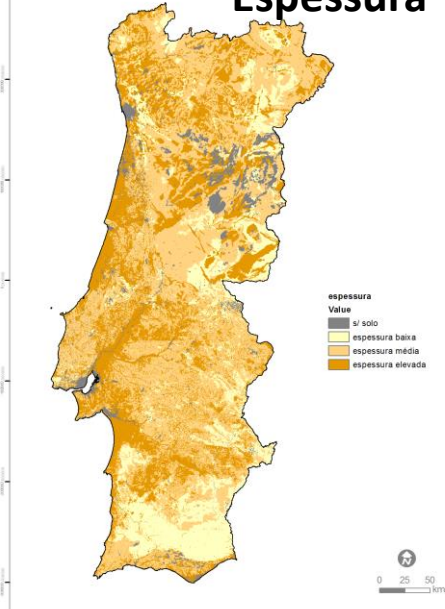 Espessura
espessura
Value
s/ solo
espessura baixa
espessura média
espessura elevada
N
0 25 50
km